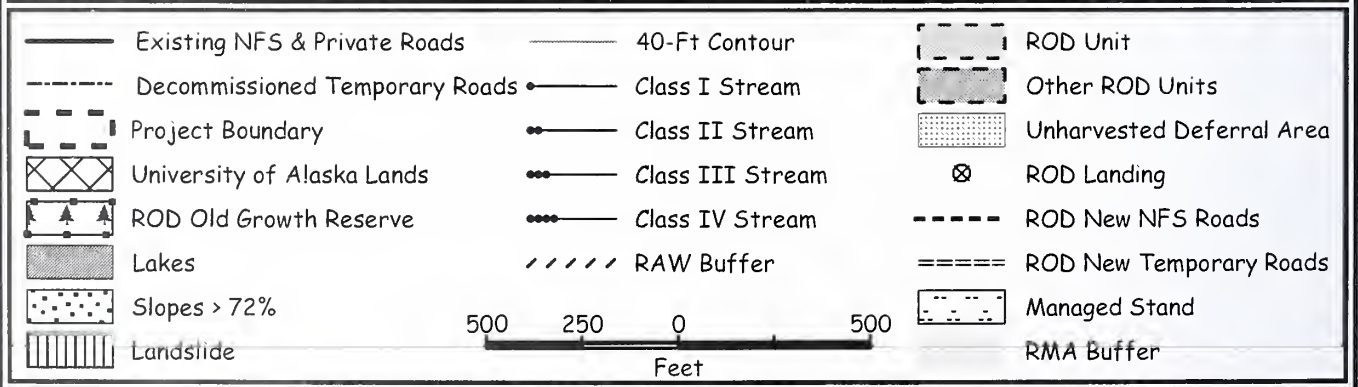 Existing NFS & Private Roads
Decommissioned Temporary Roads
Project Boundary
University of Alaska Lands
ROD Old Growth Reserve
Lakes
Slopes > 72%
Landslide
40-Ft Contour
Class I Stream
Class II Stream
Class III Stream
Class IV Stream
RAW Buffer
500 250 0 500
Feet
ROD Unit
Other ROD Units
Unharvested Deferral Area
ROD Landing
ROD New NFS Roads
ROD New Temporary Roads
Managed Stand
RMA Buffer